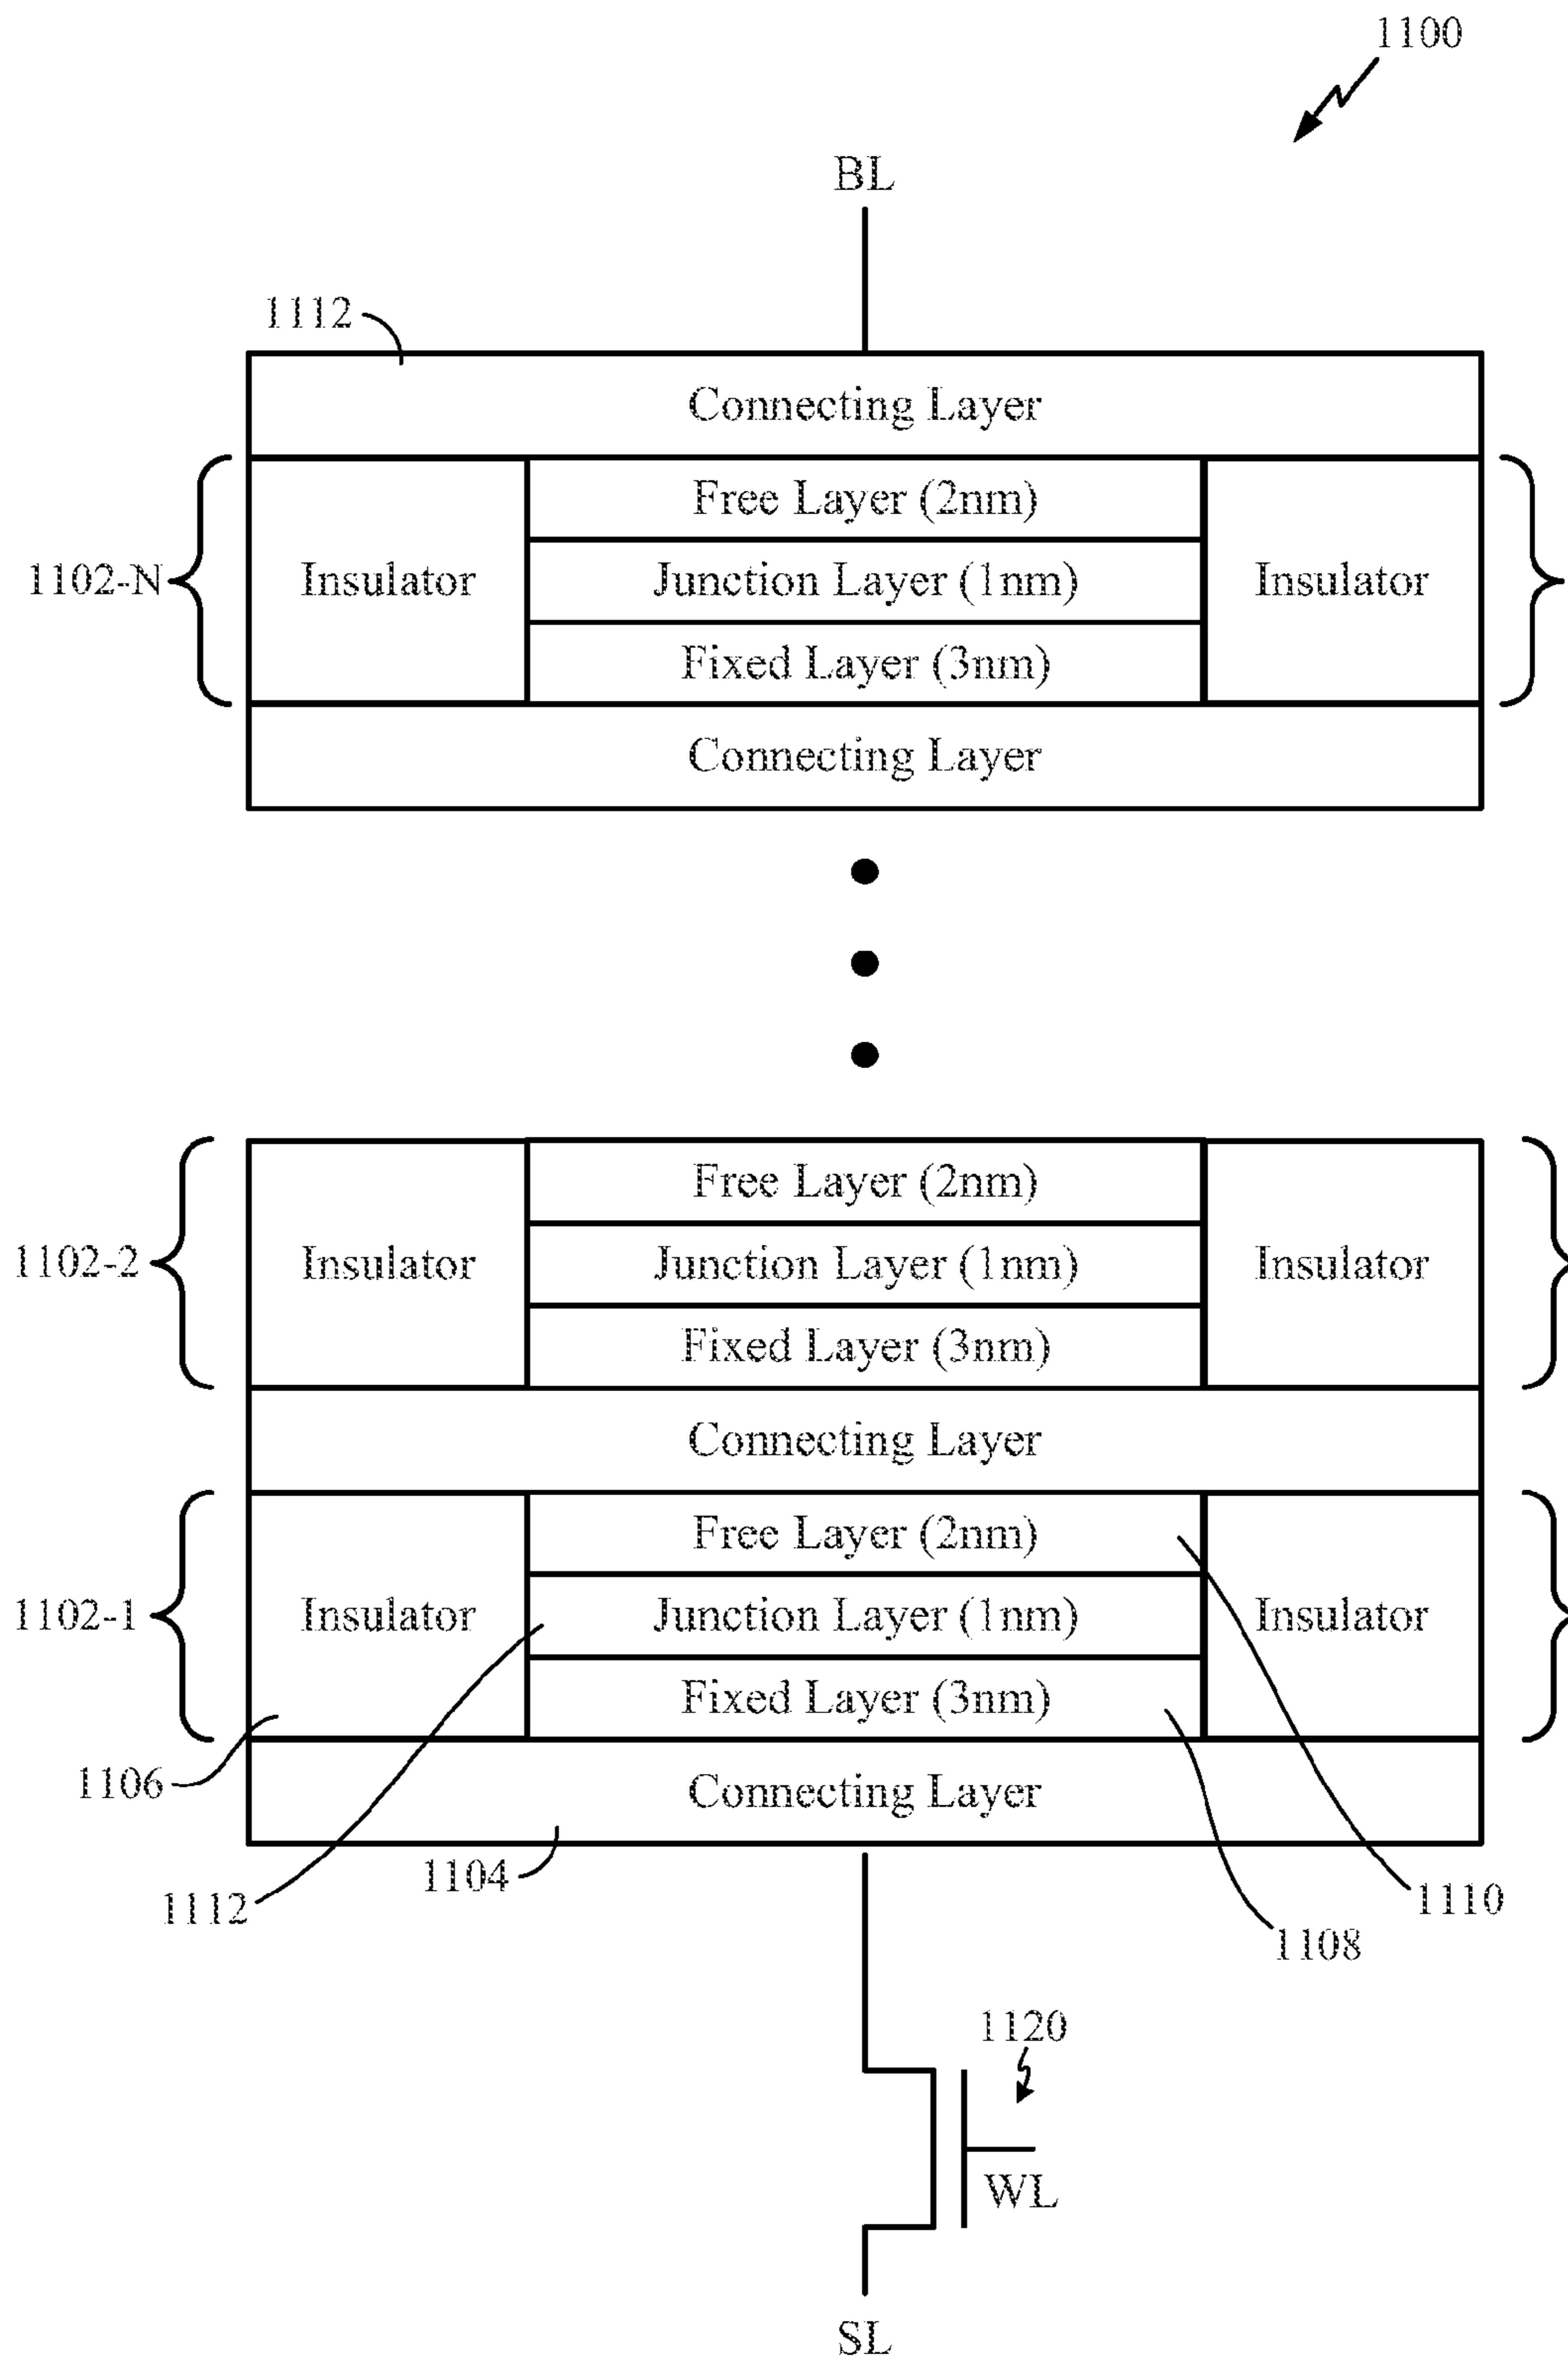 1100
BL
1112
Connecting Layer
1102-N
Insulator
Free Layer (2nm)
Junction Layer (1nm)
Fixed Layer (3nm)
Insulator
Connecting Layer
1102-2
Insulator
Free Layer (2nm)
Junction Layer (1nm)
Fixed Layer (3nm)
Insulator
Connecting Layer
1102-1
Insulator
Free Layer (2nm)
Junction Layer (1nm)
Fixed Layer (3nm)
Insulator
1106
Connecting Layer
1104
1112
1110
1108
1120
WL
SL